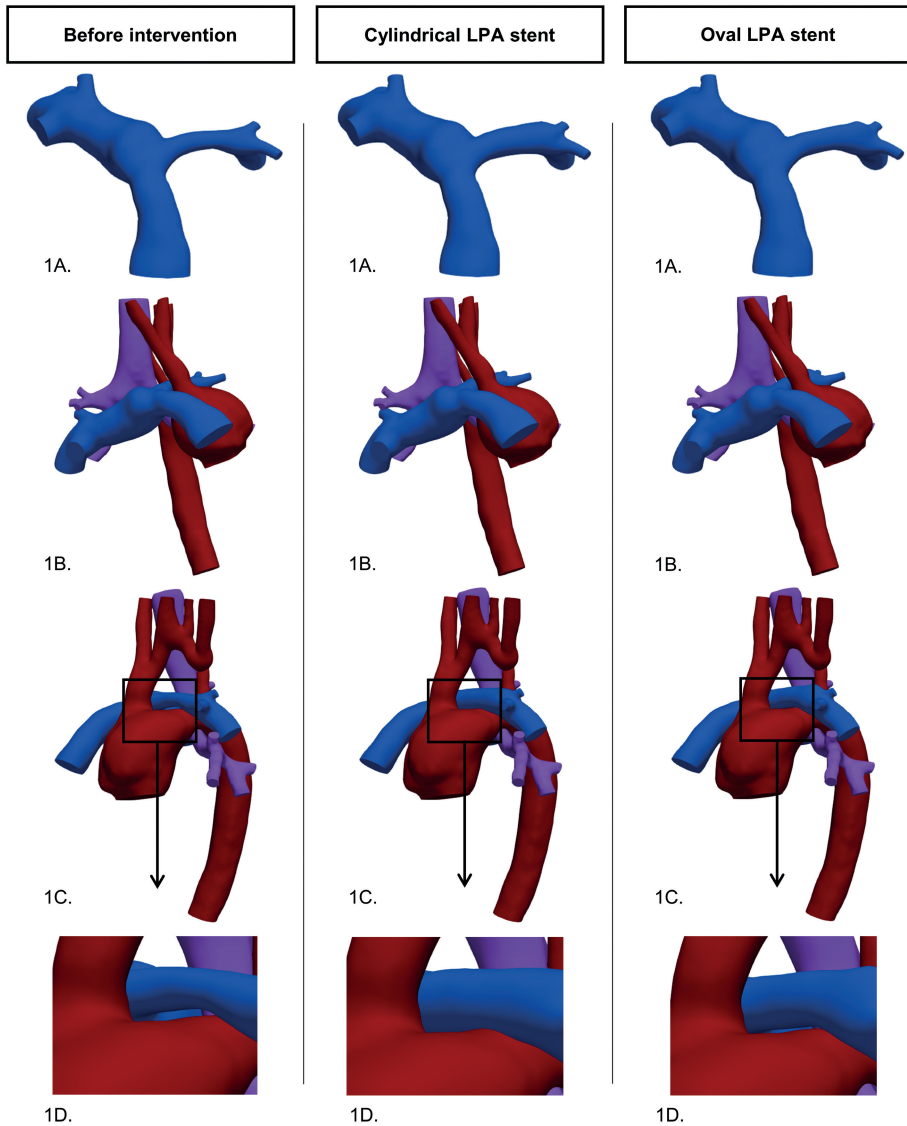 Before intervention
Cylindrical LPA stent
Oval LPA stent
1A.
1A.
1A.
1B.
1B.
1B.
1C.
1C.
1C.
1D.
1D.
1D.